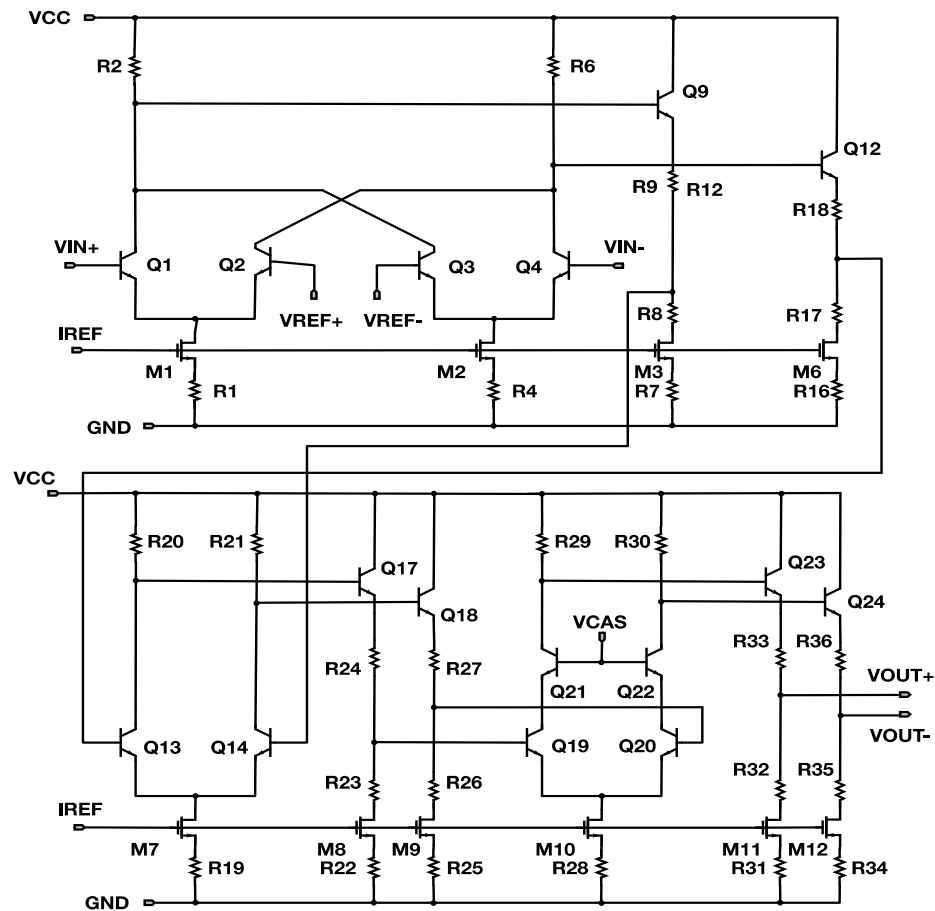 VCC
R2
R6
Q9
Q12
R9
R12
R18
VIN+
Q1
Q2
Q3
Q4
VIN-
VREF+
VREF-
R8
R17
IREF
M1
M2
M3
M6
R1
R4
R7
R16
GND
VCC
R20
R21
R29
R30
Q17
Q23
Q18
Q24
VCAS
R24
R27
R33
R36
Q21
Q22
VOUT+
VOUT-
Q13
Q14
Q19
Q20
R23
R26
R32
R35
IREF
M7
M8
M9
M10
M11
M12
R19
R22
R25
R28
R31
R34
GND